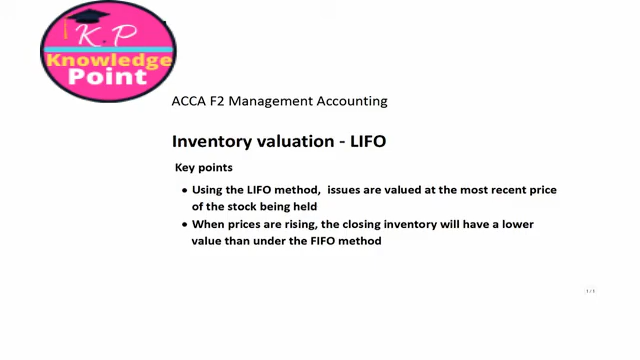 K.P
Knowledge
Point
ACCA F2 Management Accounting
Inventory valuation - LIFO
Key points
• Using the LIFO method, issues are valued at the most recent price
of the stock being held
• When prices are rising, the closing inventory will have a lower
value than under the FIFO method
1 / 1